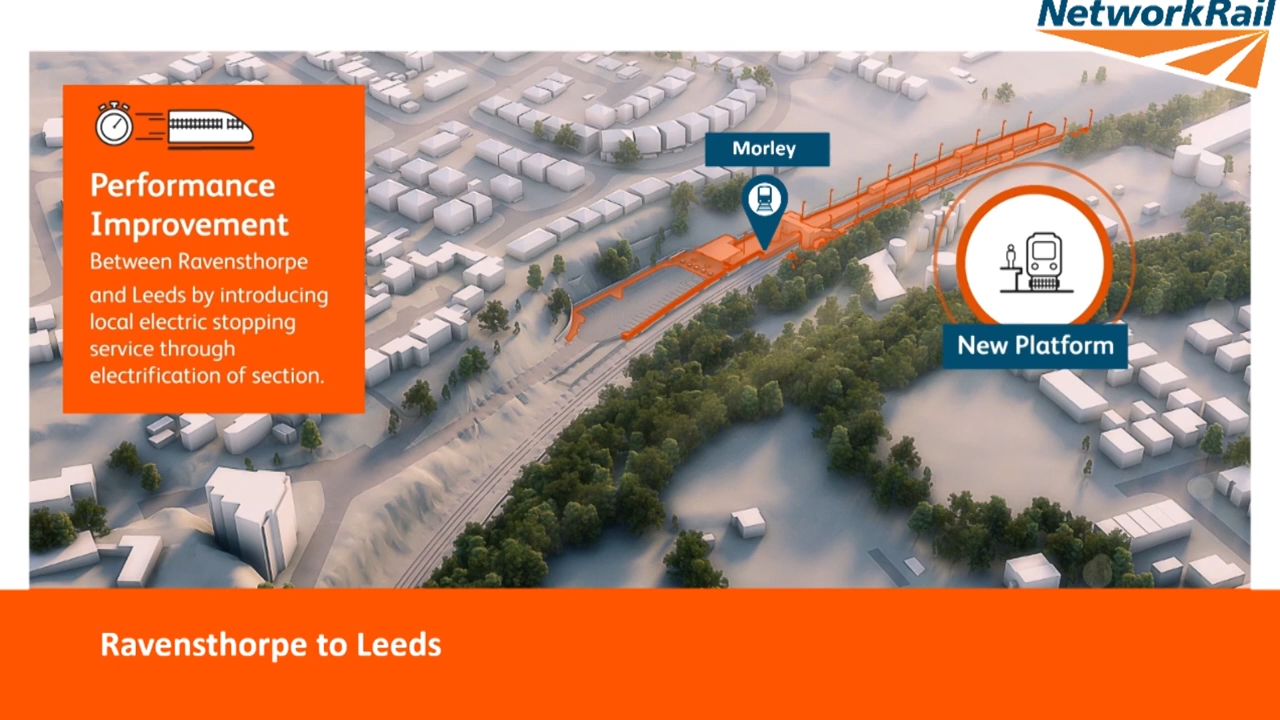 NetworkRail
Performance
Improvement
Between Ravensthorpe
and Leeds by introducing
local electric stopping
service through
electrification of section.
Morley
New Platform
Ravensthorpe to Leeds